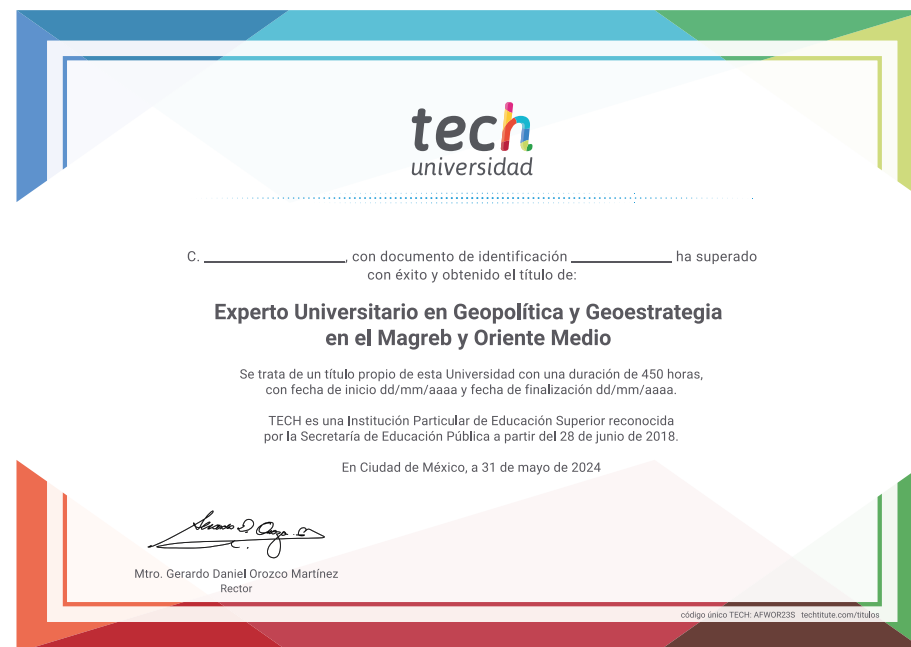 tech
universidad
C. ____________, con documento de identificación ____________ ha superado
con éxito y obtenido el título de:
Experto Universitario en Geopolítica y Geoestrategia
en el Magreb y Oriente Medio
Se trata de un título propio de esta Universidad con una duración de 450 horas,
con fecha de inicio dd/mm/aaaa y fecha de finalización dd/mm/aaaa.
TECH es una Institución Particular de Educación Superior reconocida
por la Secretaría de Educación Pública a partir del 28 de junio de 2018.
En Ciudad de México, a 31 de mayo de 2024
Mtro. Gerardo Daniel Orozco Martínez
Rector
código único TECH: AFWOR23S techtitute.com/titulos